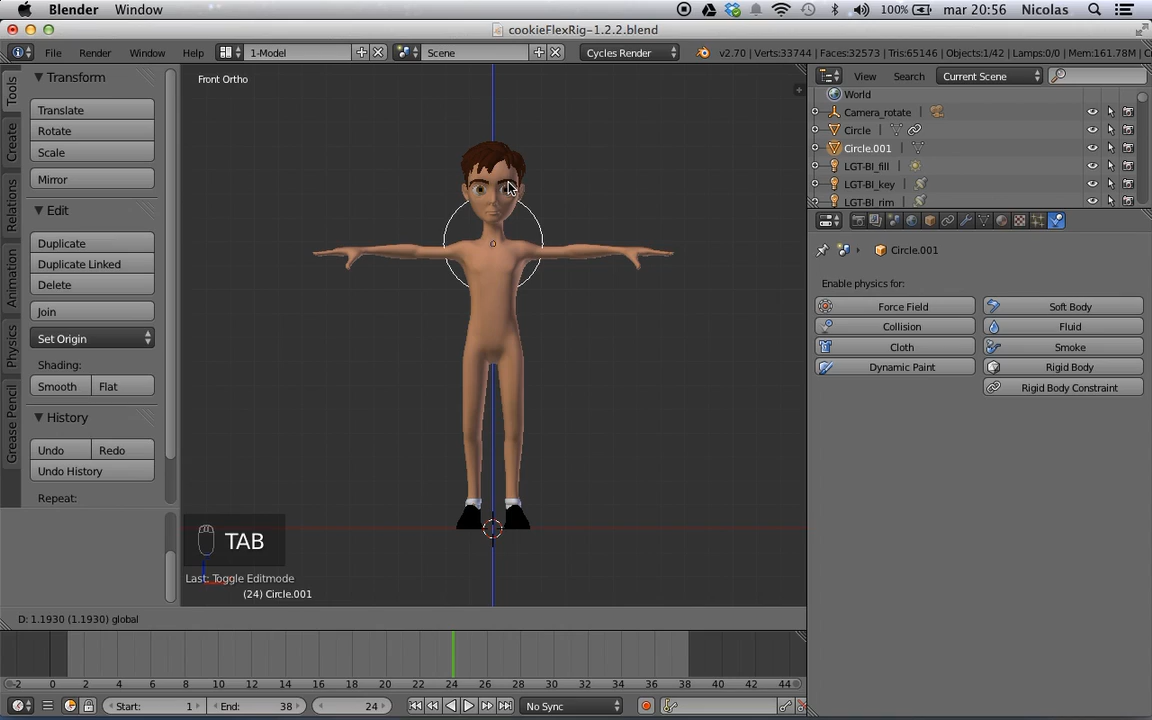 Blender Window 100% mar 20:56 Nicolas
cookieFlexRig-1.2.2.blend
File Render Window Help 1-Model Scene Cycles Render v2.70 | Verts:33744 | Faces:32573 | Tris:65146 | Objects:1/42 | Lamps:0/0 | Mem:161.78M | C
Tools
Create
Relations
Animation
Physics
Grease Pencil
Transform
Translate
Rotate
Scale
Mirror
Edit
Duplicate
Duplicate Linked
Delete
Join
Set Origin
Shading:
Smooth Flat
History
Undo Redo
Undo History
Repeat:
Front Ortho
TAB
Last: Toggle Editmode
(24) Circle.001
D: 1.1930 (1.1930) global
View Search Current Scene
World
Camera_rotate
Circle
Circle.001
LGT-BI_fill
LGT-BI_key
LGT-BI_rim
Circle.001
Enable physics for:
Force Field Soft Body
Collision Fluid
Cloth Smoke
Dynamic Paint Rigid Body
Rigid Body Constraint
-2 0 2 4 6 8 10 12 14 16 18 20 22 24 26 28 30 32 34 36 38 40 42 44
Start: 1 End: 38 24 No Sync